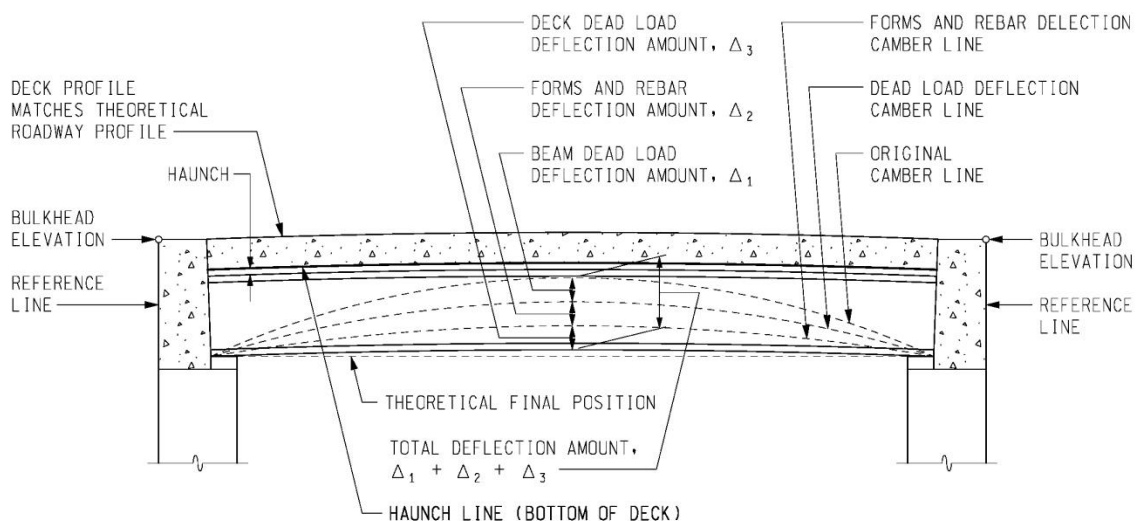 DECK DEAD LOAD
DEFLECTION AMOUNT, Δ3
FORMS AND REBAR DELECTION
CAMBER LINE
DECK PROFILE
MATCHES THEORETICAL
ROADWAY PROFILE
FORMS AND REBAR
DEFLECTION AMOUNT, Δ2
DEAD LOAD DEFLECTION
CAMBER LINE
HAUNCH
BEAM DEAD LOAD
DEFLECTION AMOUNT, Δ1
ORIGINAL
CAMBER LINE
BULKHEAD
ELEVATION
BULKHEAD
ELEVATION
REFERENCE
LINE
REFERENCE
LINE
THEORETICAL FINAL POSITION
TOTAL DEFLECTION AMOUNT,
Δ1 + Δ2 + Δ3
HAUNCH LINE (BOTTOM OF DECK)